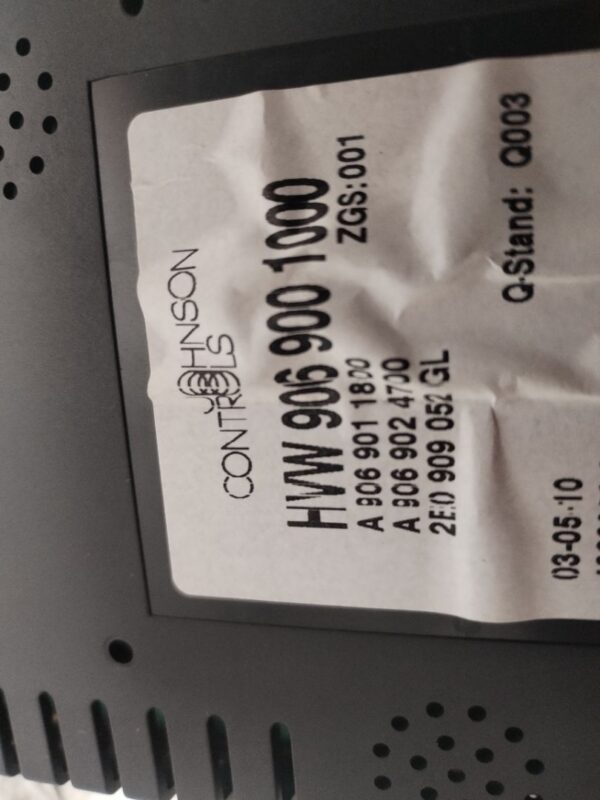 JOHNSON
CONTROLS
HVW 906 900 1000
ZGS:001
A 906 901 1800
A 906 902 4700
2E0 909 052 GL
Q-Stand: Q003
03-05-10